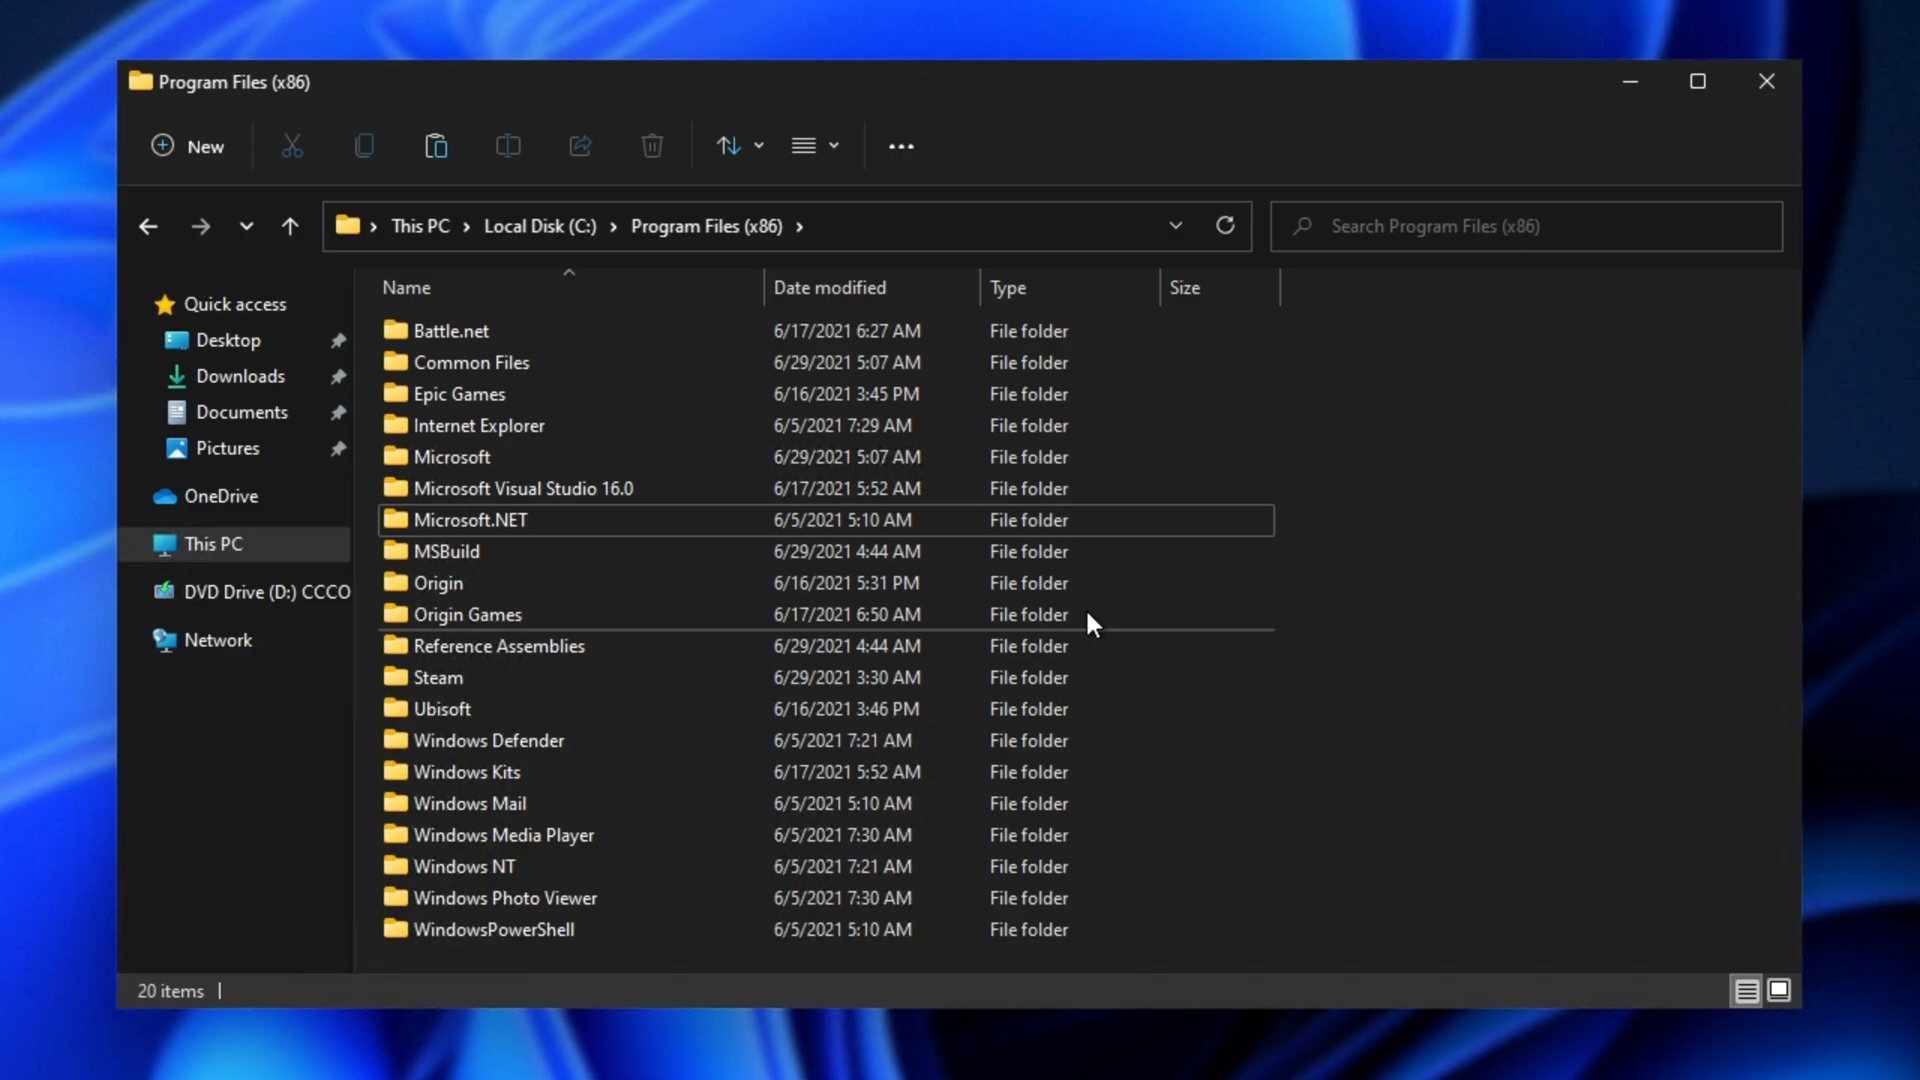 Program Files (x86)
New
This PC Local Disk (C:) Program Files (x86)
Search Program Files (x86)
Quick access
Desktop
Downloads
Documents
Pictures
OneDrive
This PC
DVD Drive (D:) CCCO
Network
Name Date modified Type Size
Battle.net 6/17/2021 6:27 AM File folder
Common Files 6/29/2021 5:07 AM File folder
Epic Games 6/16/2021 3:45 PM File folder
Internet Explorer 6/5/2021 7:29 AM File folder
Microsoft 6/29/2021 5:07 AM File folder
Microsoft Visual Studio 16.0 6/17/2021 5:52 AM File folder
Microsoft.NET 6/5/2021 5:10 AM File folder
MSBuild 6/29/2021 4:44 AM File folder
Origin 6/16/2021 5:31 PM File folder
Origin Games 6/17/2021 6:50 AM File folder
Reference Assemblies 6/29/2021 4:44 AM File folder
Steam 6/29/2021 3:30 AM File folder
Ubisoft 6/16/2021 3:46 PM File folder
Windows Defender 6/5/2021 7:21 AM File folder
Windows Kits 6/17/2021 5:52 AM File folder
Windows Mail 6/5/2021 5:10 AM File folder
Windows Media Player 6/5/2021 7:30 AM File folder
Windows NT 6/5/2021 7:21 AM File folder
Windows Photo Viewer 6/5/2021 7:30 AM File folder
WindowsPowerShell 6/5/2021 5:10 AM File folder
20 items